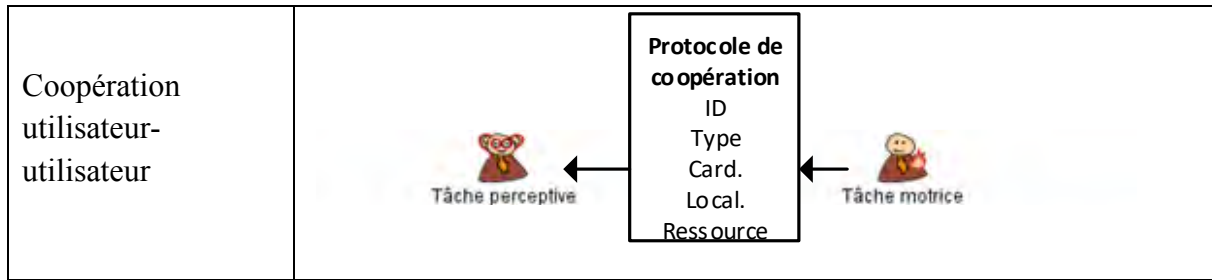 Coopération
utilisateur-
utilisateur
Protocole de
coopération
ID
Type
Card.
Local.
Ressource
Tâche perceptive
Tâche motrice